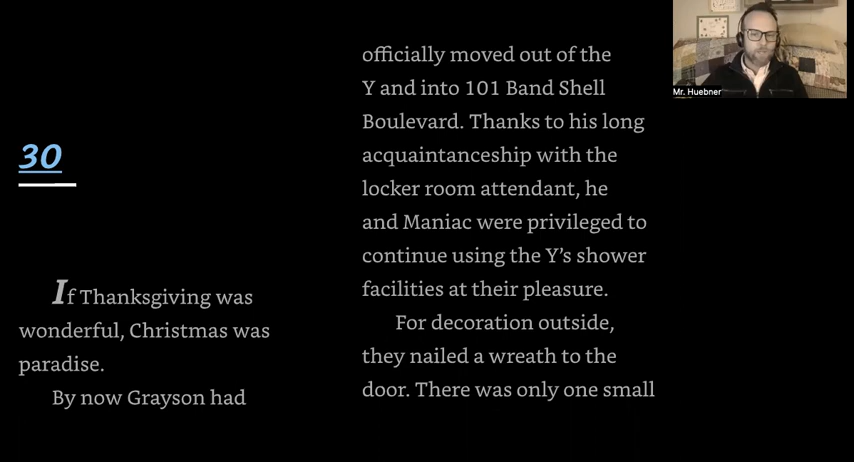 30
If Thanksgiving was
wonderful, Christmas was
paradise.
By now Grayson had
officially moved out of the
Y and into 101 Band Shell
Boulevard. Thanks to his long
acquaintanceship with the
locker room attendant, he
and Maniac were privileged to
continue using the Y’s shower
facilities at their pleasure.
For decoration outside,
they nailed a wreath to the
door. There was only one small
Mr. Huebner